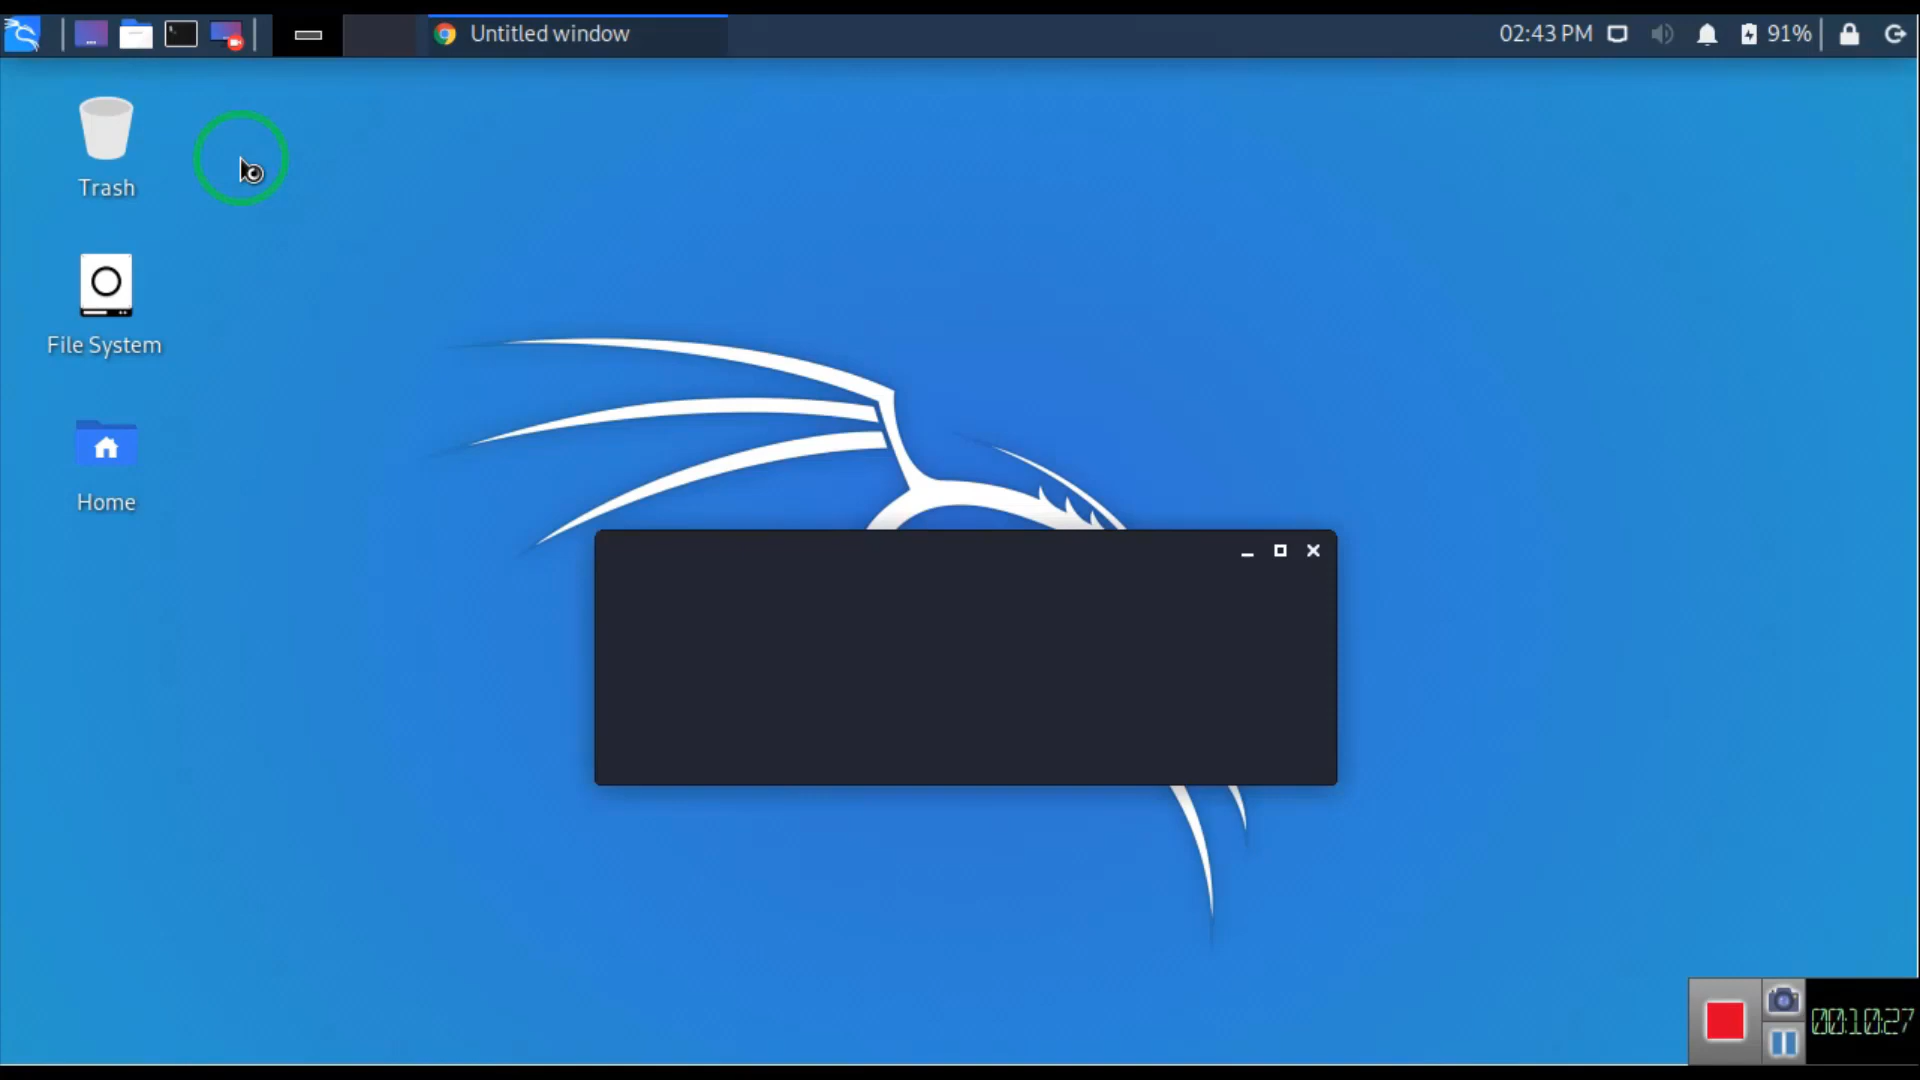 Untitled window
02:43 PM
91%
Trash
File System
Home
00:10:27